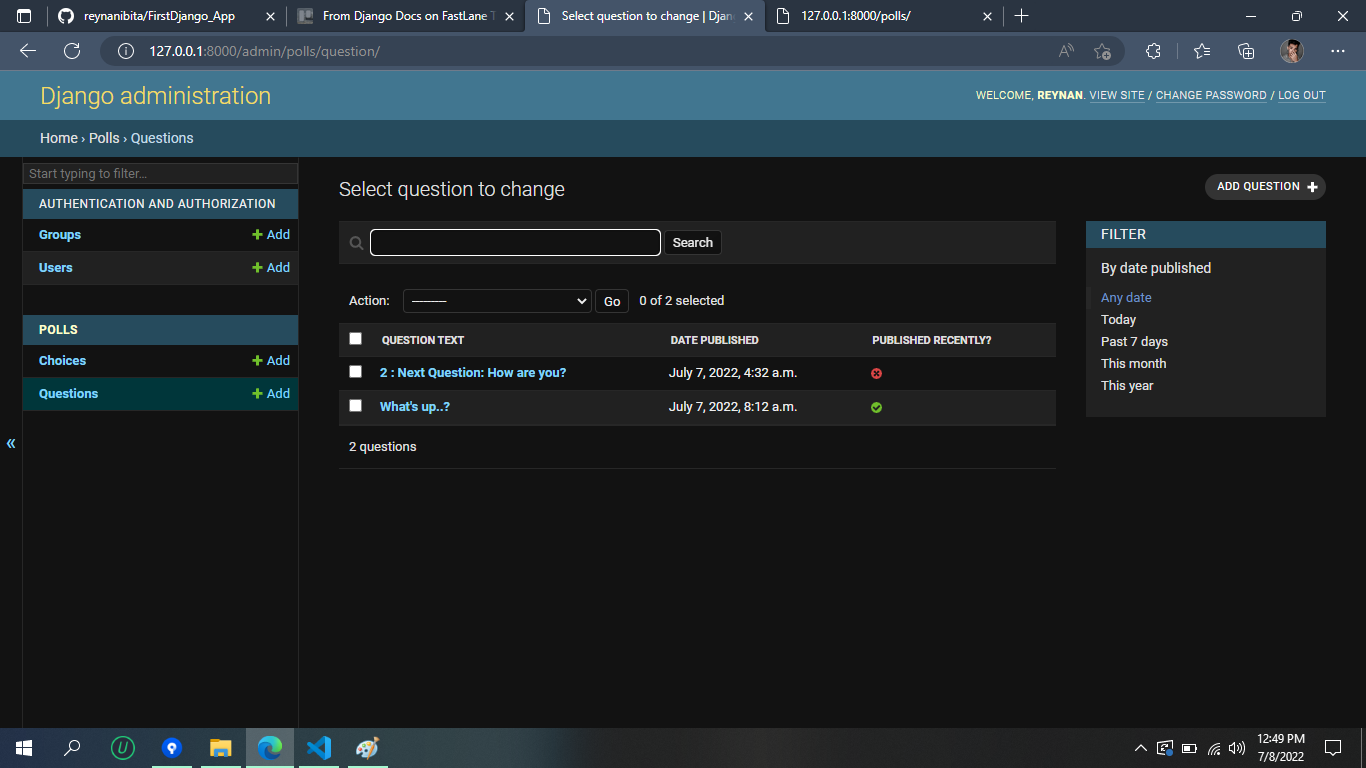 reynanibita/FirstDjango_App
From Django Docs on FastLane T
Select question to change | Djan
127.0.0.1:8000/polls/
127.0.0.1:8000/admin/polls/question/
Django administration
WELCOME, REYNAN. VIEW SITE / CHANGE PASSWORD / LOG OUT
Home › Polls › Questions
Start typing to filter…
AUTHENTICATION AND AUTHORIZATION
Groups + Add
Users + Add
POLLS
Choices + Add
Questions + Add
«
Select question to change
ADD QUESTION +
Search
Action: --------- Go 0 of 2 selected
QUESTION TEXT DATE PUBLISHED PUBLISHED RECENTLY?
2 : Next Question: How are you? July 7, 2022, 4:32 a.m.
What's up..? July 7, 2022, 8:12 a.m.
2 questions
FILTER
By date published
Any date
Today
Past 7 days
This month
This year
12:49 PM
7/8/2022